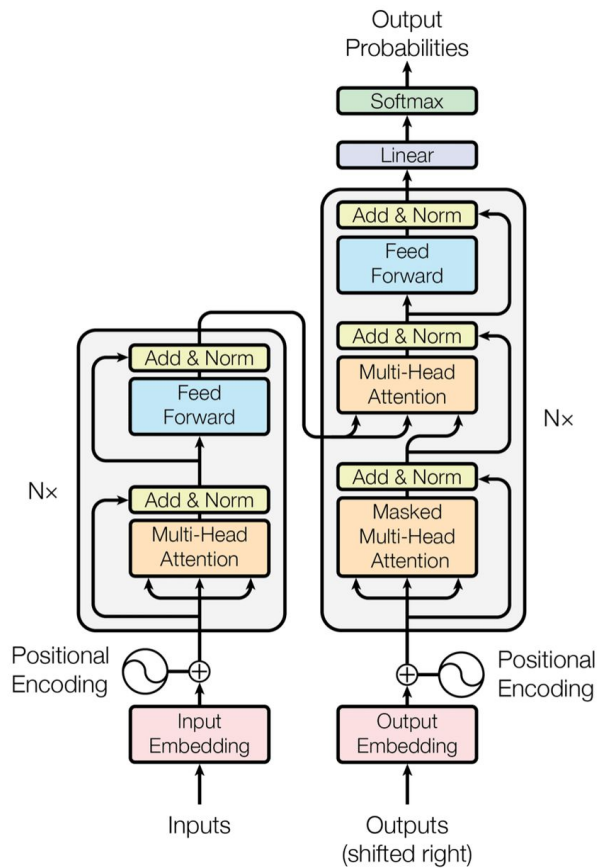 Output
Probabilities
Softmax
Linear
Add & Norm
Feed
Forward
Add & Norm
Multi-Head
Attention
Nx
Add & Norm
Masked
Multi-Head
Attention
Add & Norm
Feed
Forward
Nx
Add & Norm
Multi-Head
Attention
Positional
Encoding
Positional
Encoding
Input
Embedding
Output
Embedding
Inputs
Outputs
(shifted right)